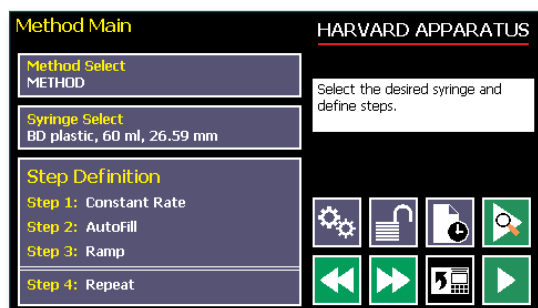 Method Main
HARVARD APPARATUS
Method Select
METHOD
Select the desired syringe and
define steps.
Syringe Select
BD plastic, 60 ml, 26.59 mm
Step Definition
Step 1: Constant Rate
Step 2: AutoFill
Step 3: Ramp
Step 4: Repeat